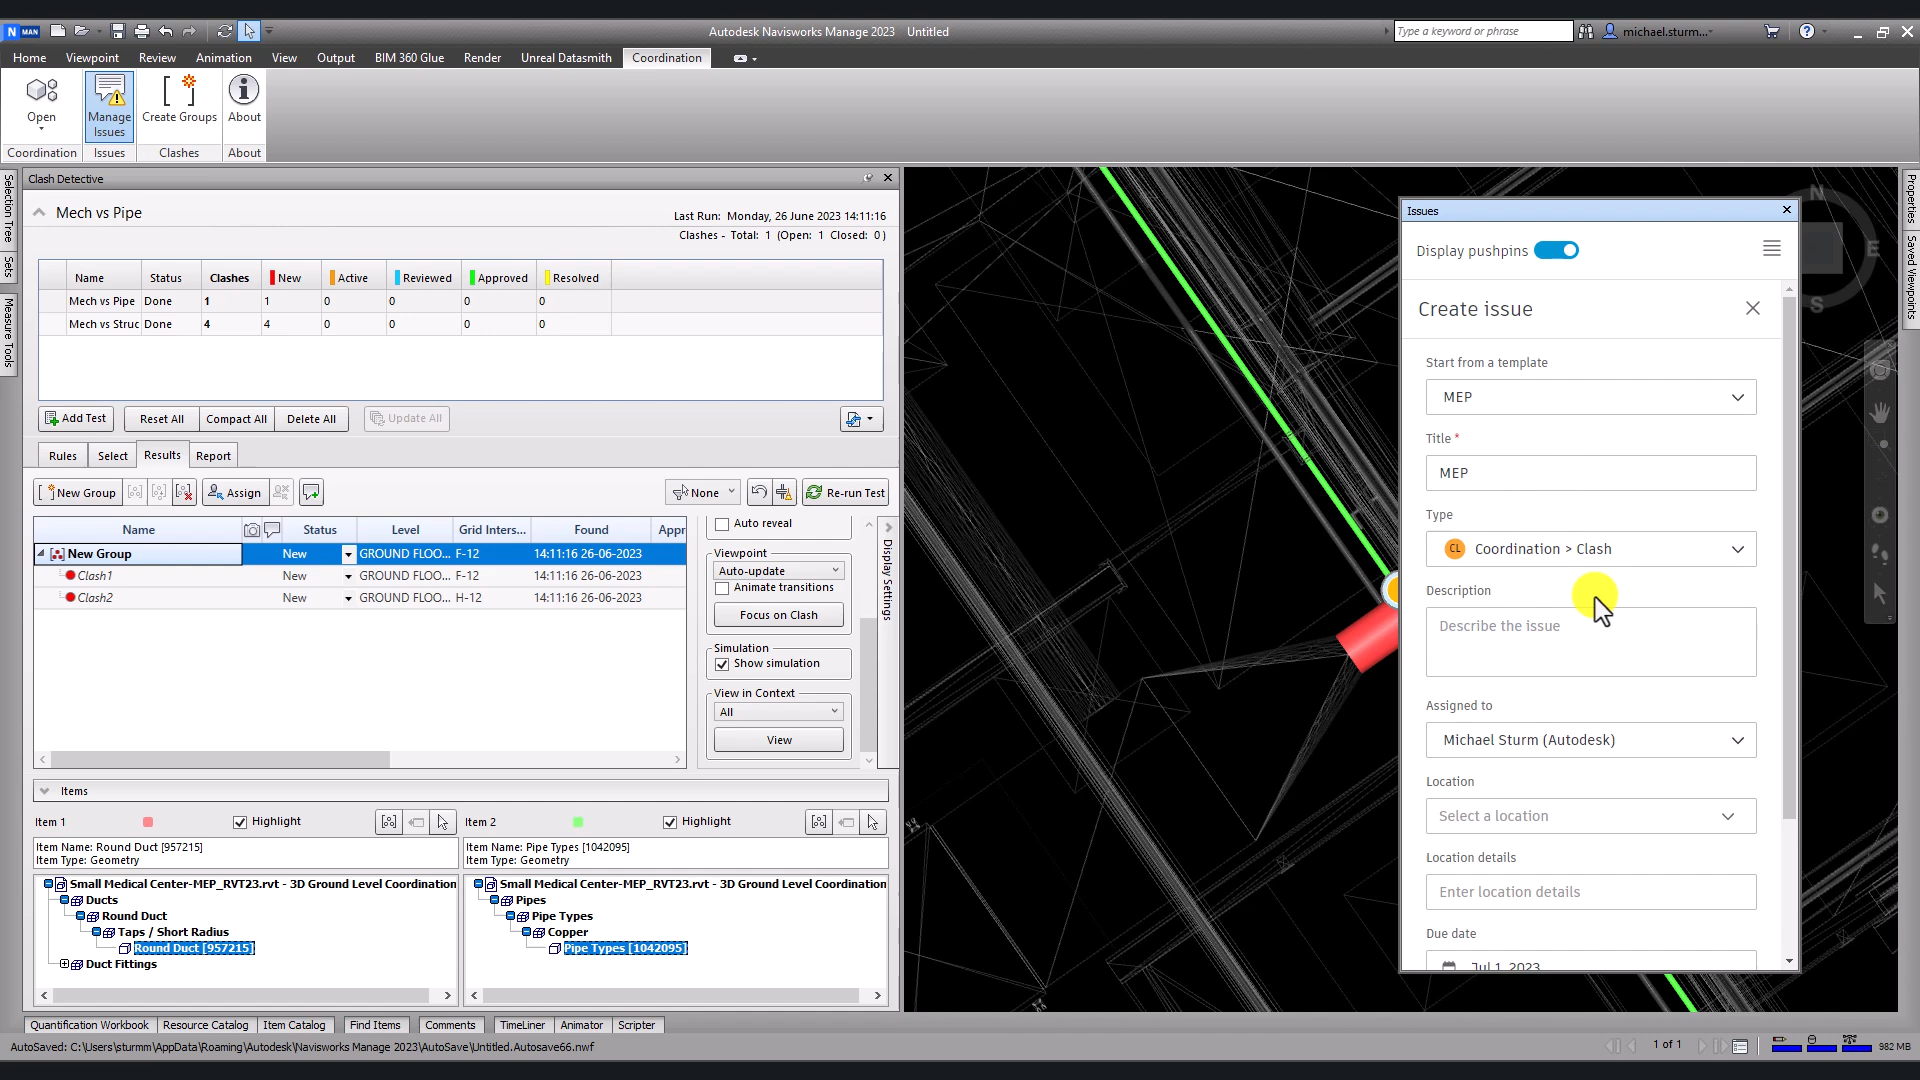 N MAN
Autodesk Navisworks Manage 2023 Untitled
Type a keyword or phrase
michael.sturm...
Home Viewpoint Review Animation View Output BIM 360 Glue Render Unreal Datasmith Coordination
Open
Manage Issues
Create Groups
About
Coordination Issues Clashes About
Selection Tree
Sets
Measure Tools
Properties
Saved Viewpoints
Clash Detective
Mech vs Pipe
Last Run: Monday, 26 June 2023 14:11:16
Clashes - Total: 1 (Open: 1 Closed: 0)
Name Status Clashes New Active Reviewed Approved Resolved
Mech vs Pipe Done 1 1 0 0 0 0
Mech vs Struc Done 4 4 0 0 0 0
Add Test Reset All Compact All Delete All Update All
Rules Select Results Report
New Group Assign None Re-run Test
Name Status Level Grid Inters... Found Appr
New Group New GROUND FLOO... F-12 14:11:16 26-06-2023
Clash1 New GROUND FLOO... F-12 14:11:16 26-06-2023
Clash2 New GROUND FLOO... H-12 14:11:16 26-06-2023
Auto reveal
Viewpoint
Auto-update
Animate transitions
Focus on Clash
Simulation
Show simulation
View in Context
All
View
Display Settings
Items
Item 1 Highlight
Item Name: Round Duct [957215]
Item Type: Geometry
Small Medical Center-MEP_RVT23.rvt - 3D Ground Level Coordination
Ducts
Round Duct
Taps / Short Radius
Round Duct [957215]
Duct Fittings
Item 2 Highlight
Item Name: Pipe Types [1042095]
Item Type: Geometry
Small Medical Center-MEP_RVT23.rvt - 3D Ground Level Coordination
Pipes
Pipe Types
Copper
Pipe Types [1042095]
N
E
S
Issues
Display pushpins
Create issue
Start from a template
MEP
Title *
MEP
Type
CL Coordination > Clash
Description
Describe the issue
Assigned to
Michael Sturm (Autodesk)
Location
Select a location
Location details
Enter location details
Due date
Jul 1, 2023
Quantification Workbook Resource Catalog Item Catalog Find Items Comments TimeLiner Animator Scripter
AutoSaved: C:\Users\sturmm\AppData\Roaming\Autodesk\Navisworks Manage 2023\AutoSave\Untitled.Autosave66.nwf
1 of 1
982 MB